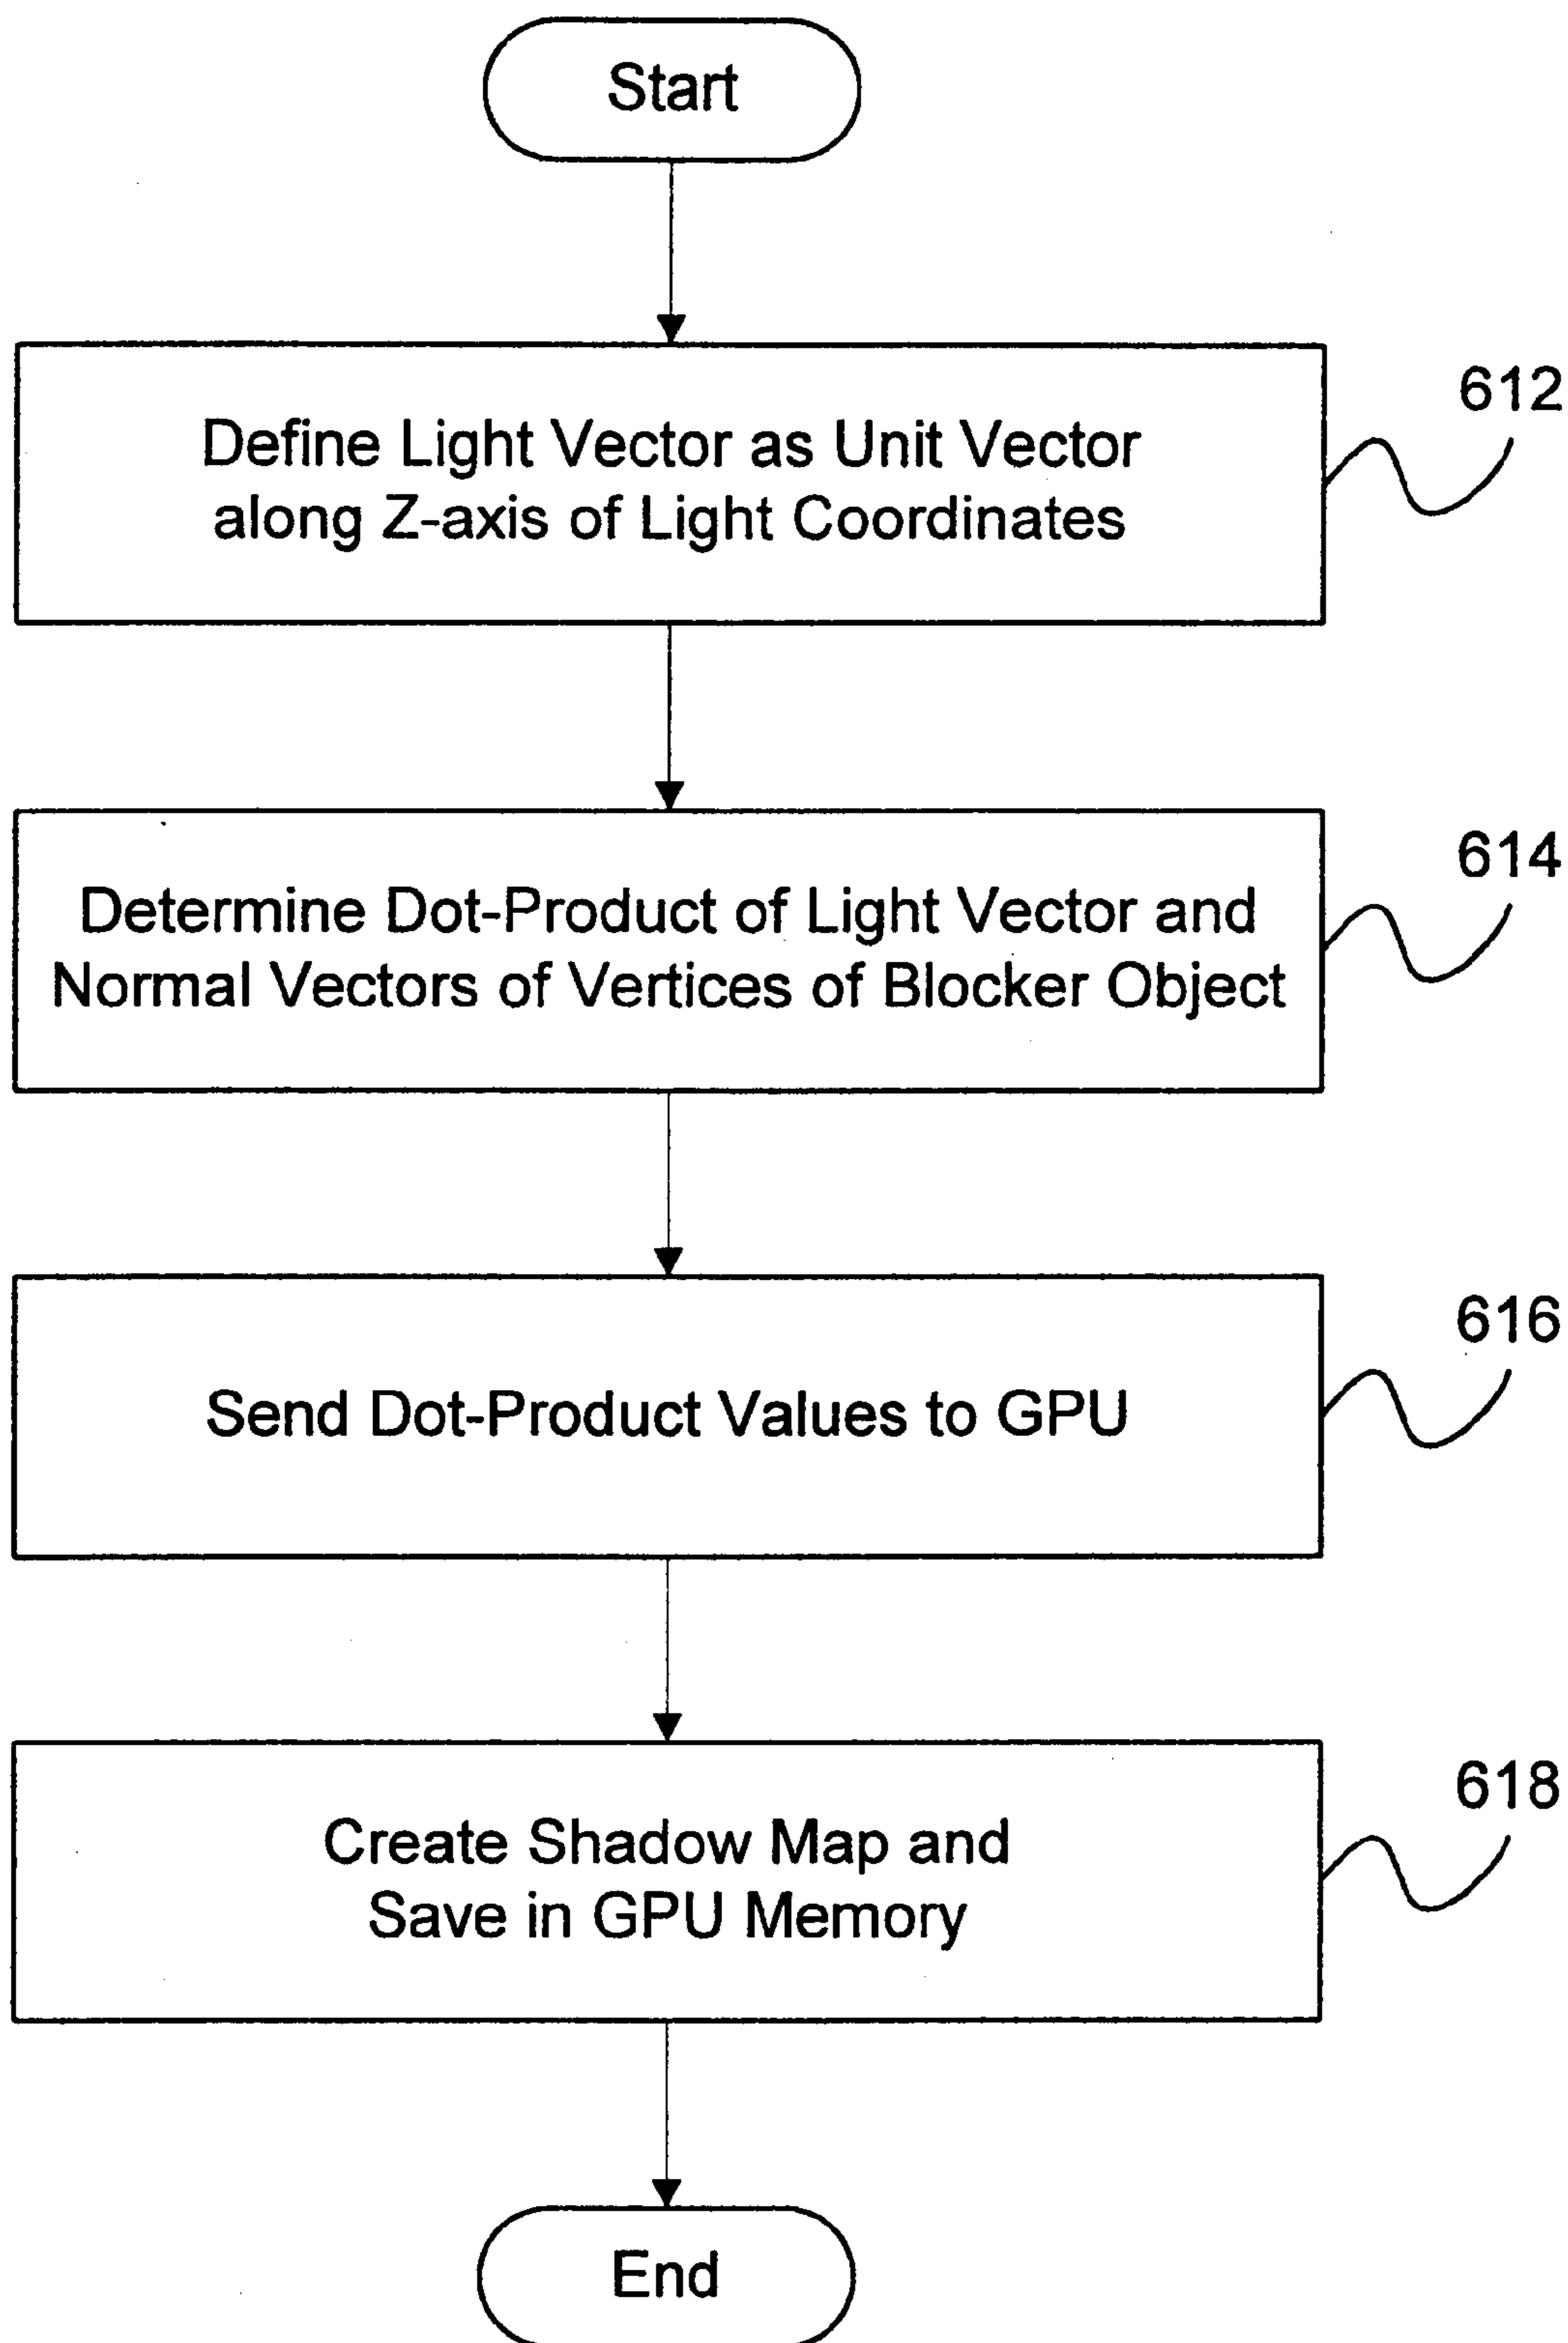 Start
612
Define Light Vector as Unit Vector
along Z-axis of Light Coordinates
614
Determine Dot-Product of Light Vector and
Normal Vectors of Vertices of Blocker Object
616
Send Dot-Product Values to GPU
618
Create Shadow Map and
Save in GPU Memory
End